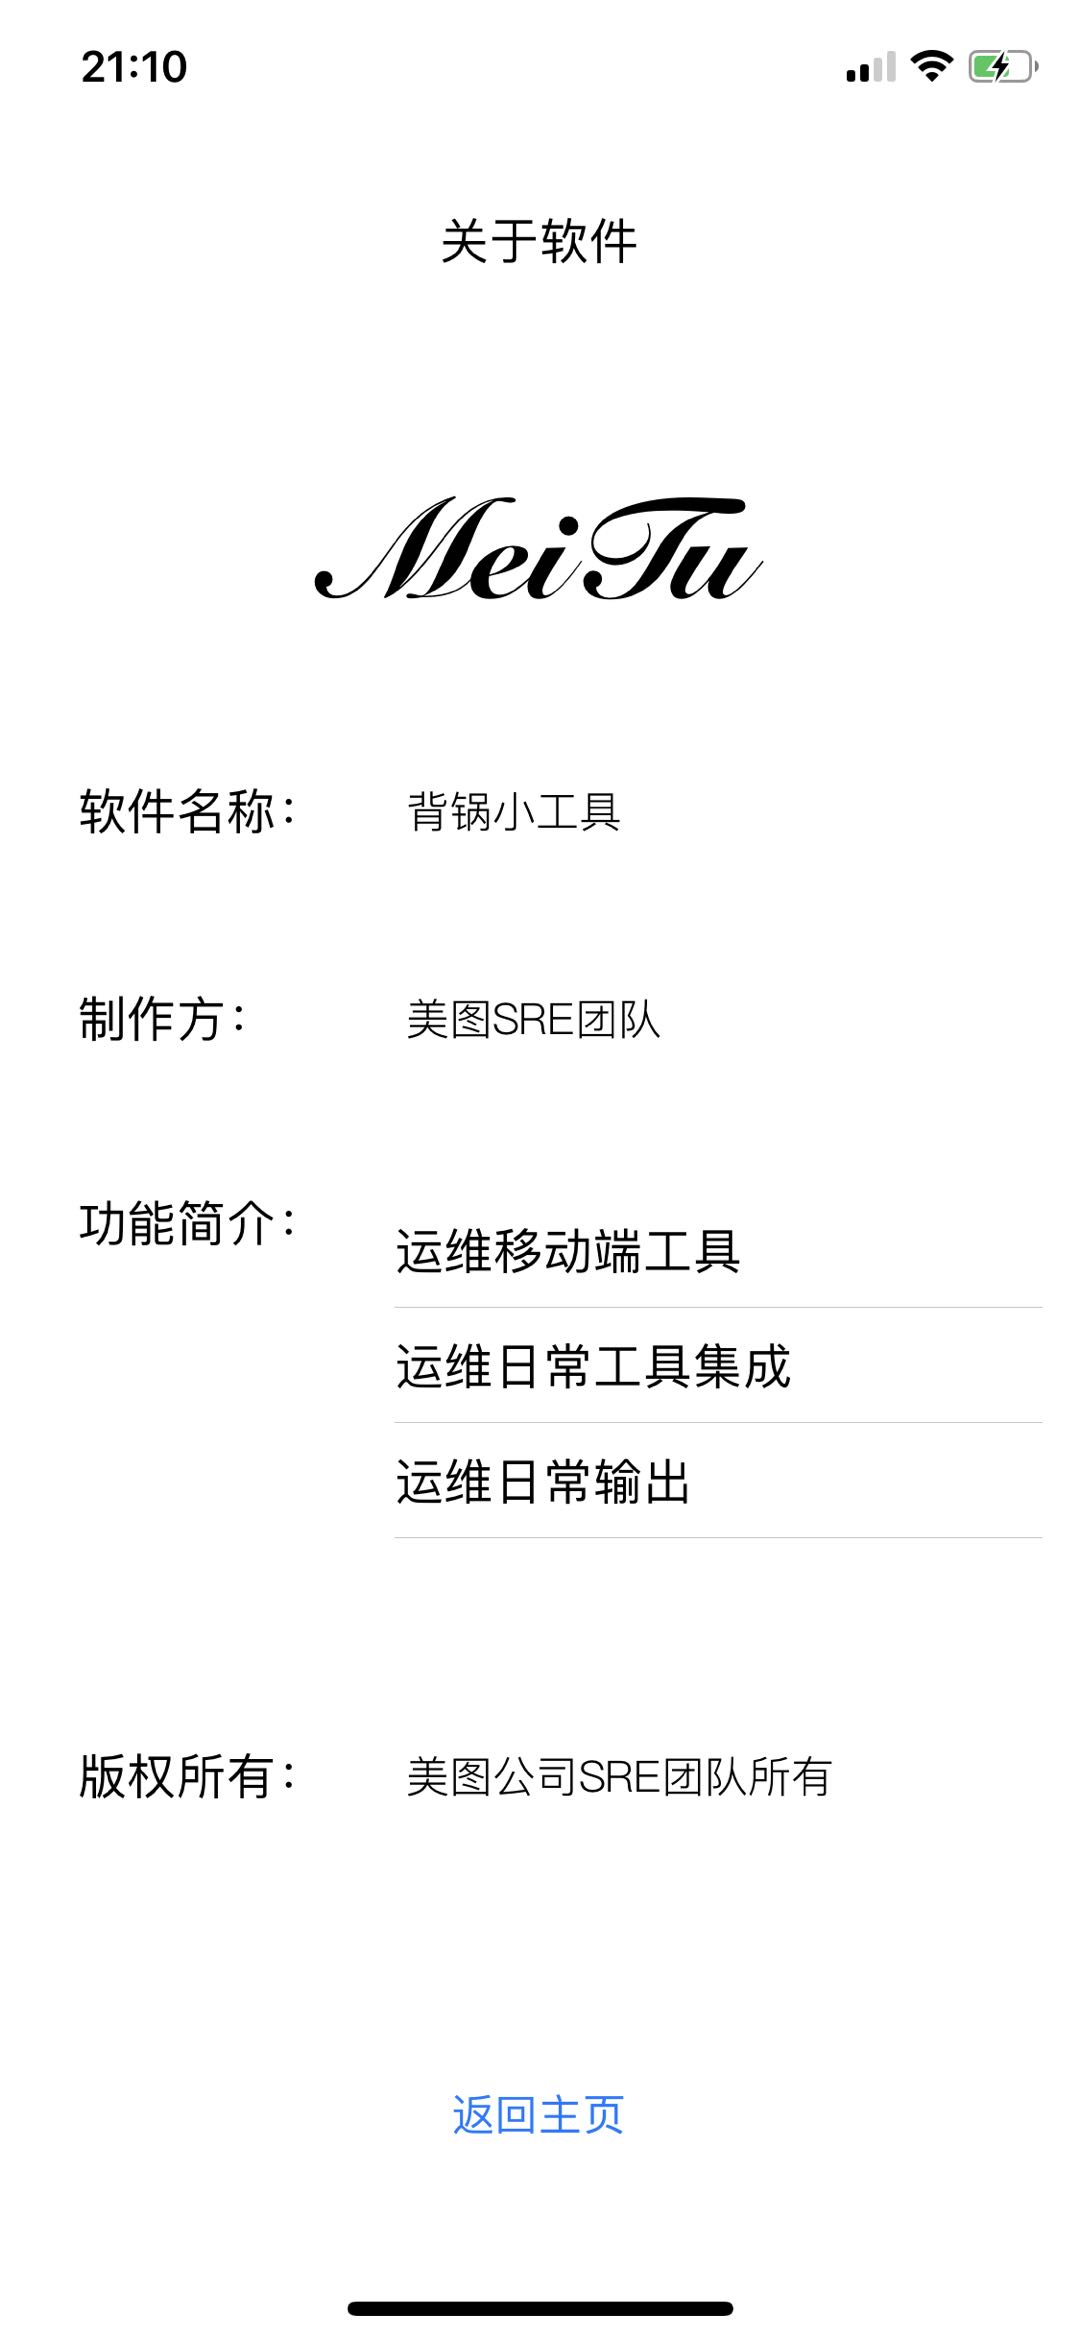 21:10
关于软件
MeiTu
软件名称：
背锅小工具
制作方：
美图SRE团队
功能简介：
运维移动端工具
运维日常工具集成
运维日常输出
版权所有：
美图公司SRE团队所有
返回主页